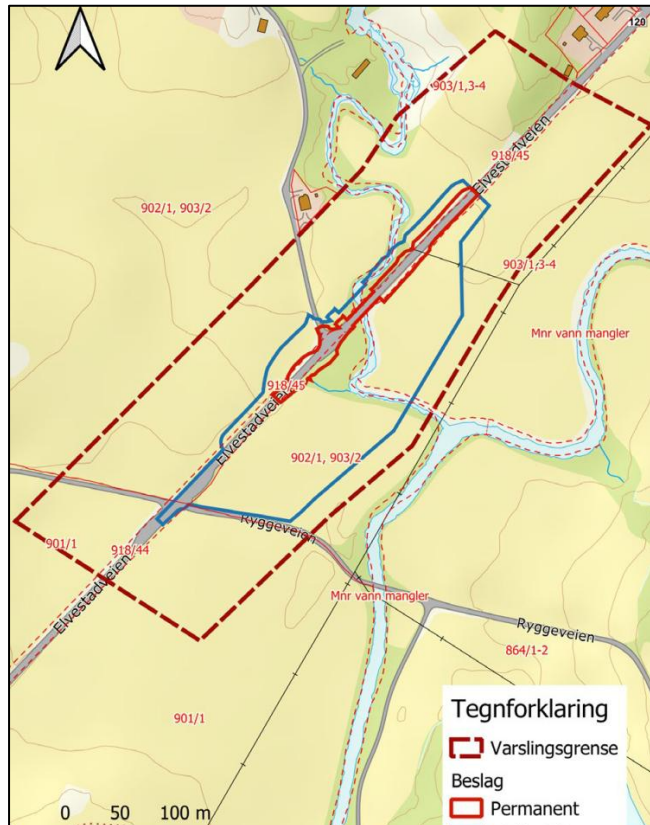 120
903/1,3-4
918/45
Elvestadveien
902/1, 903/2
903/1,3-4
Mnr vann mangler
918/45
Elvestadveien
902/1, 903/2
Ryggeveien
901/1
918/44
Elvestadveien
Mnr vann mangler
Ryggeveien
864/1-2
901/1
Tegnforklaring
Varslingsgrense
Beslag
Permanent
0 50 100 m